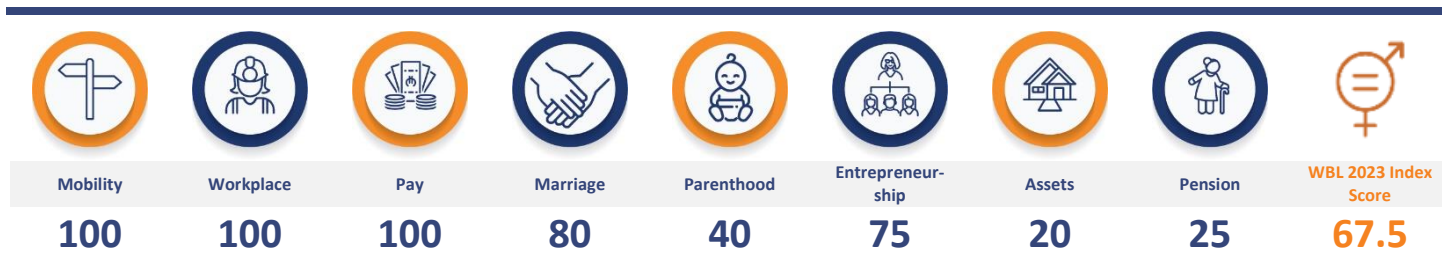 Mobility
Workplace
Pay
Marriage
Parenthood
Entrepreneur-
ship
Assets
Pension
WBL 2023 Index
Score
100
100
100
80
40
75
20
25
67.5